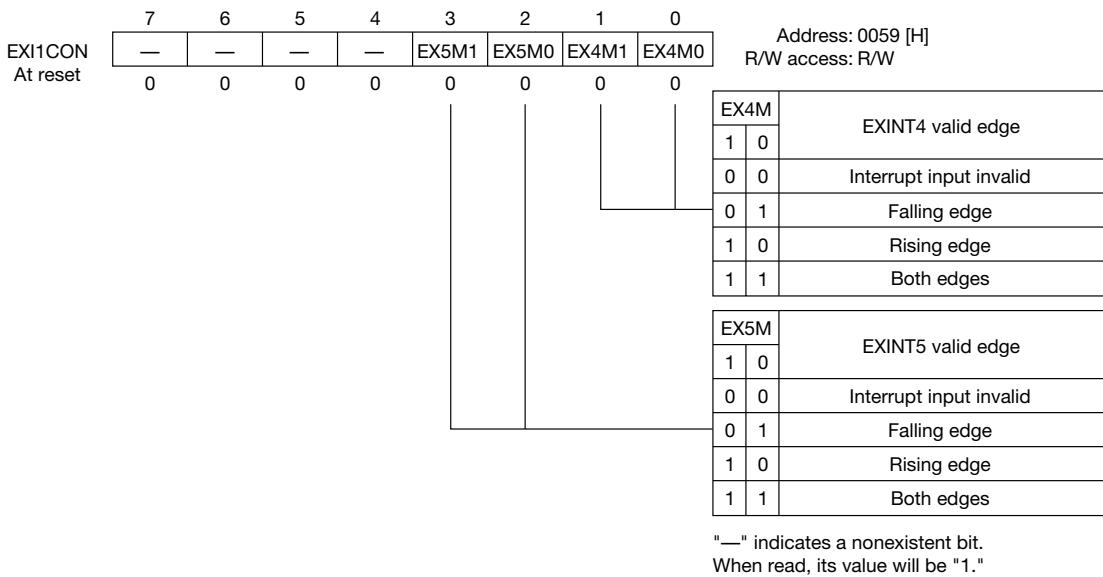 7 6 5 4 3 2 1 0
EXI1CON — — — — EX5M1 EX5M0 EX4M1 EX4M0
At reset 0 0 0 0 0 0 0 0
Address: 0059 [H]
R/W access: R/W
EX4M EXINT4 valid edge
1 0
0 0 Interrupt input invalid
0 1 Falling edge
1 0 Rising edge
1 1 Both edges
EX5M EXINT5 valid edge
1 0
0 0 Interrupt input invalid
0 1 Falling edge
1 0 Rising edge
1 1 Both edges
"—" indicates a nonexistent bit.
When read, its value will be "1."